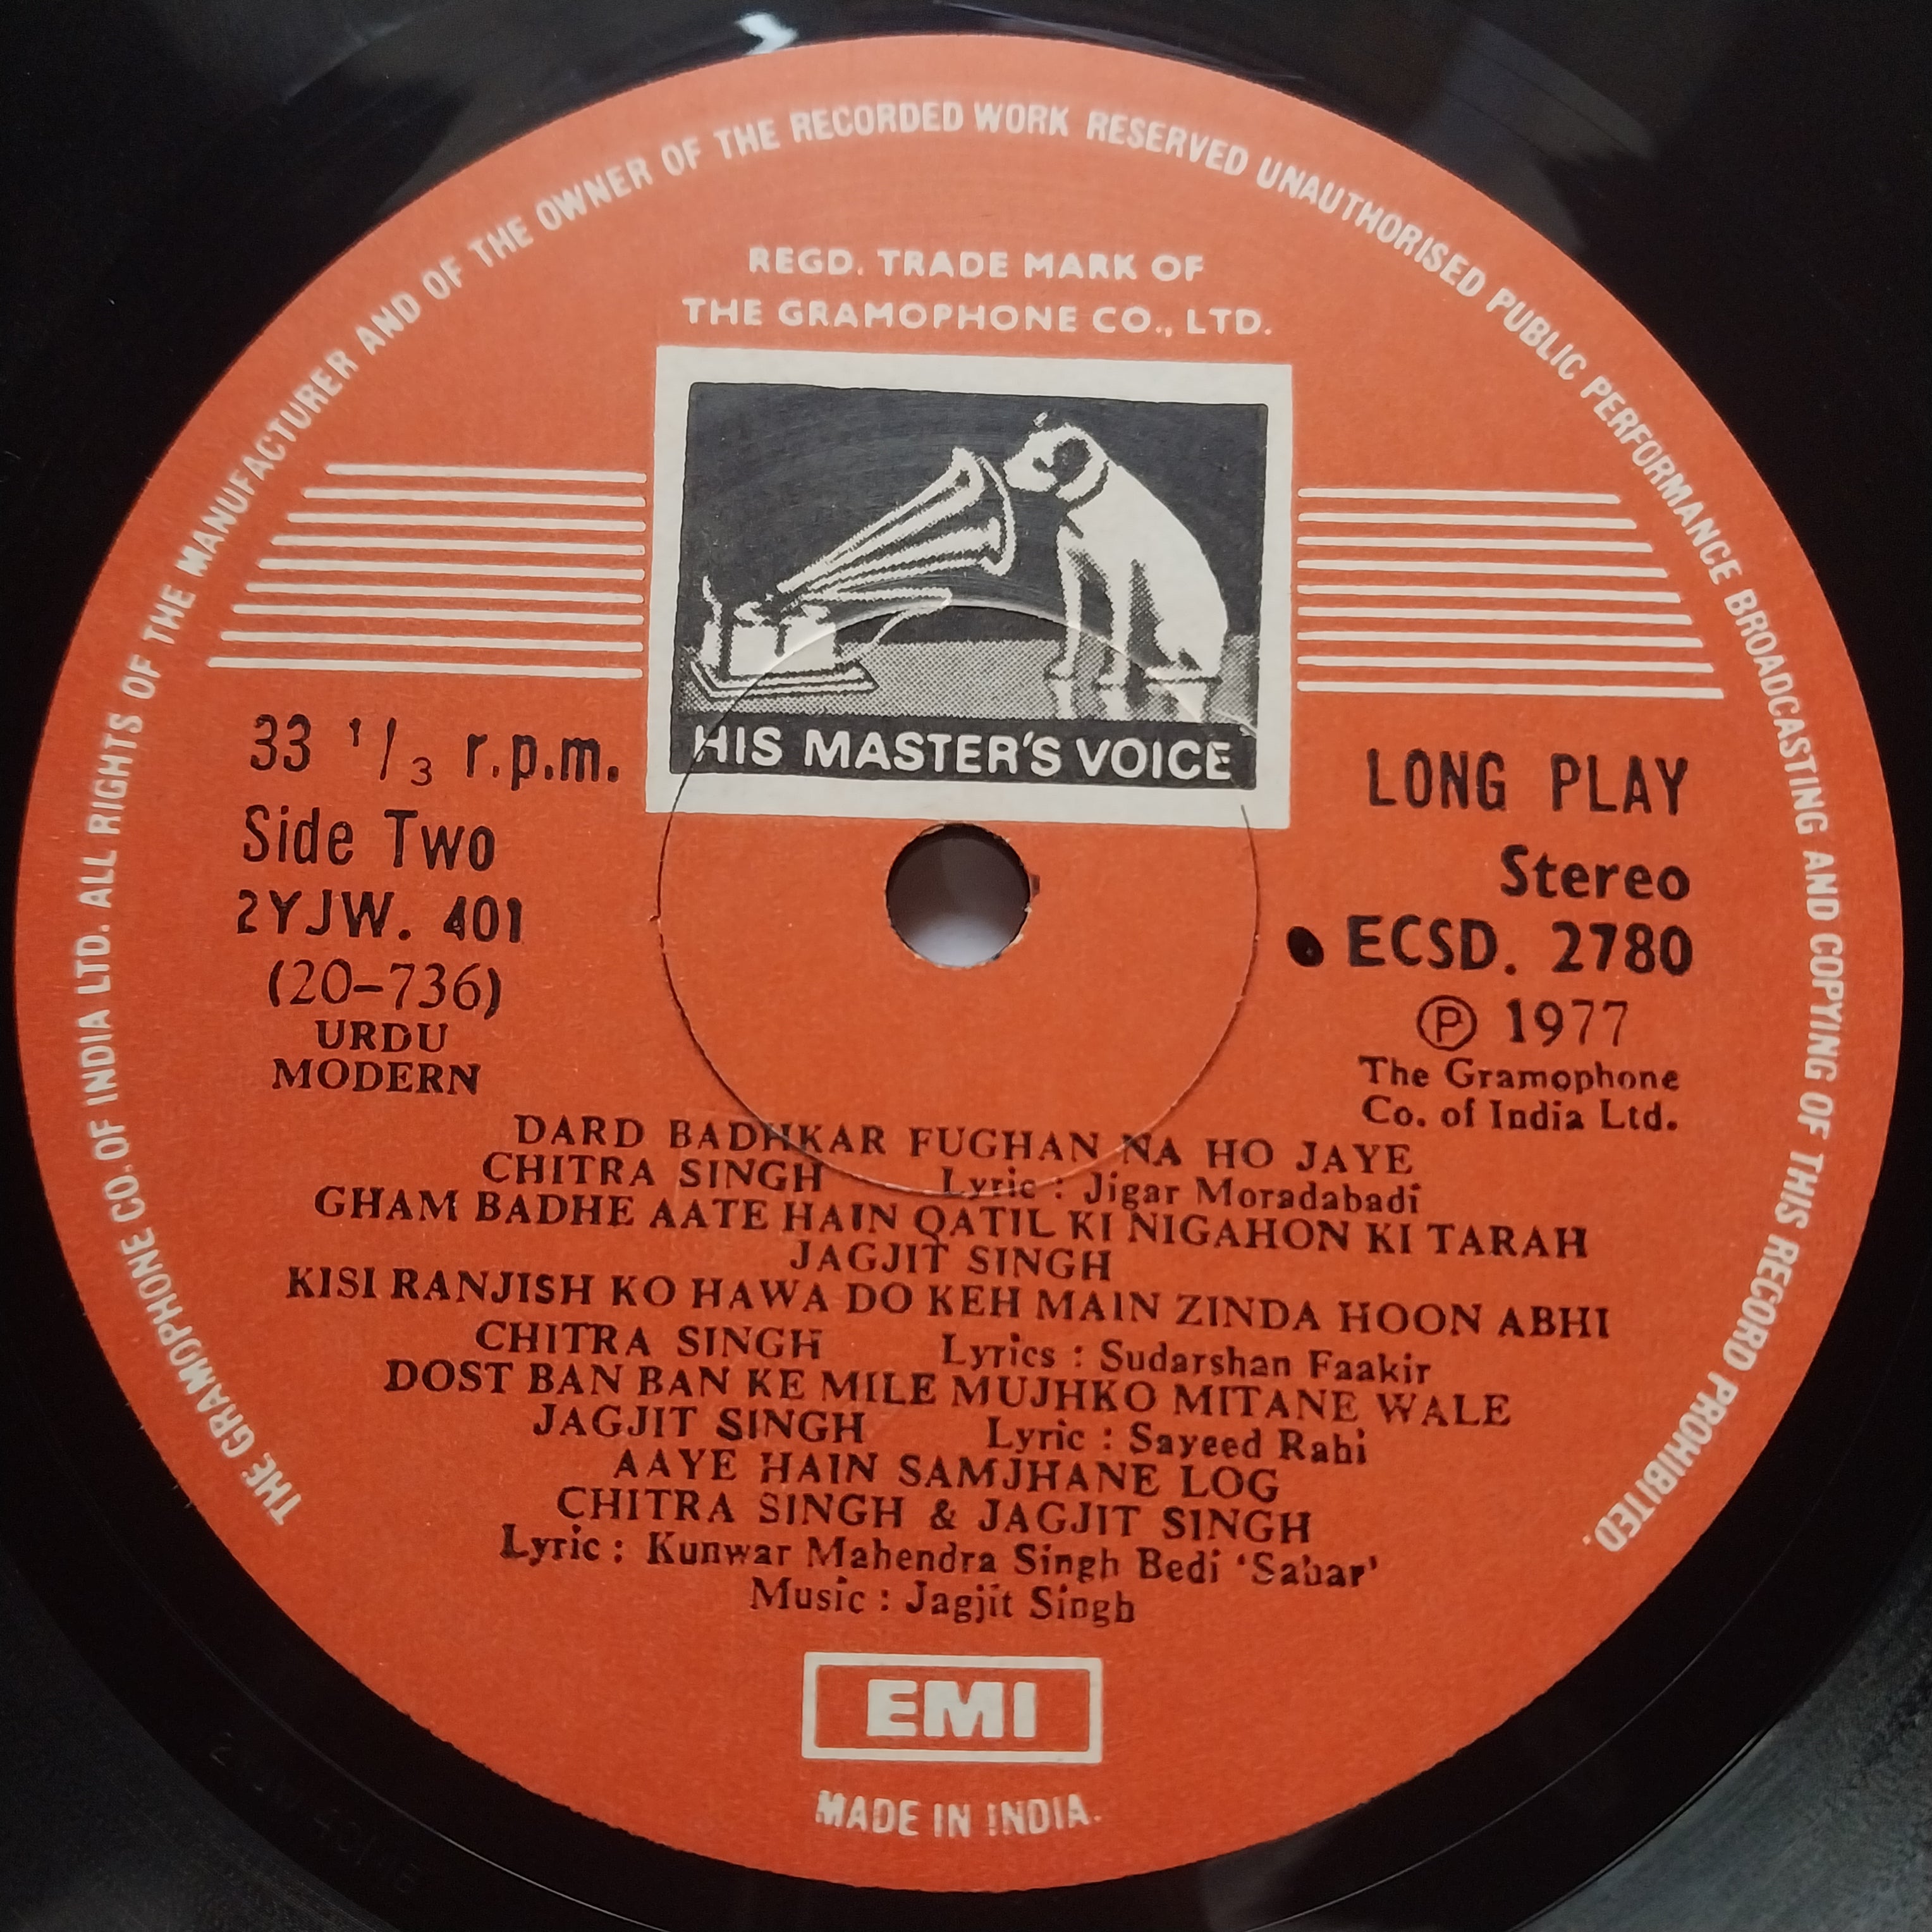 THE GRAMOPHONE CO. OF INDIA LTD. ALL RIGHTS OF THE MANUFACTURER AND OF THE OWNER OF THE RECORDED WORK RESERVED UNAUTHORISED PUBLIC PERFORMANCE BROADCASTING AND COPYING OF THIS RECORD PROHIBITED.
REGD. TRADE MARK OF
THE GRAMOPHONE CO., LTD.
HIS MASTER'S VOICE
33 1/3 r.p.m.
Side Two
2YJW. 401
(20-736)
URDU
MODERN
LONG PLAY
Stereo
ECSD. 2780
Ⓟ 1977
The Gramophone
Co. of India Ltd.
DARD BADHKAR FUGHAN NA HO JAYE
CHITRA SINGH Lyric : Jigar Moradabadi
GHAM BADHE AATE HAIN QATIL KI NIGAHON KI TARAH
JAGJIT SINGH
KISI RANJISH KO HAWA DO KEH MAIN ZINDA HOON ABHI
CHITRA SINGH Lyrics : Sudarshan Faakir
DOST BAN BAN KE MILE MUJHKO MITANE WALE
JAGJIT SINGH Lyric : Sayeed Rahi
AAYE HAIN SAMJHANE LOG
CHITRA SINGH & JAGJIT SINGH
Lyric : Kunwar Mahendra Singh Bedi 'Sahar'
Music : Jagjit Singh
EMI
MADE IN INDIA.